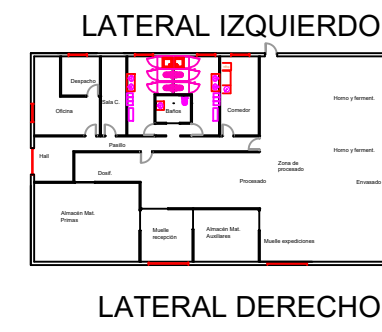 LATERAL IZQUIERDO
Despacho
Oficina
Sala C.
Baños
Comedor
Horno y ferment.
Pasillo
Hall
Horno y ferment.
Zona de
procesado
Dosif.
Procesado
Envasado
Almacén Mat.
Primas
Muelle
recepción
Almacén Mat.
Auxiliares
Muelle expediciones
LATERAL DERECHO